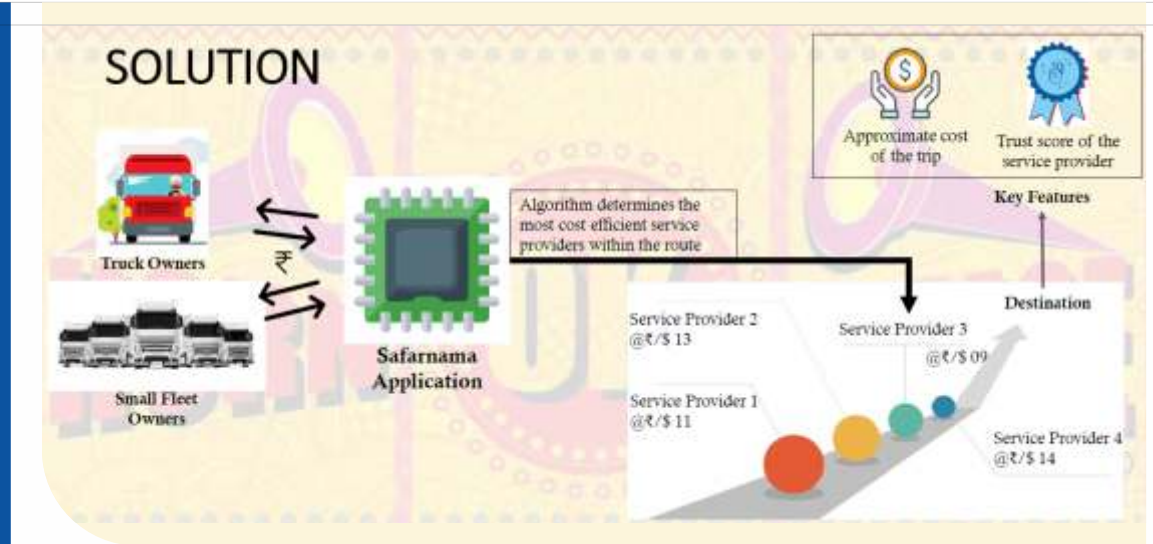 SOLUTION
Truck Owners
₹
Small Fleet
Owners
Safarnama
Application
Algorithm determines the
most cost efficient service
providers within the route
Approximate cost
of the trip
Trust score of the
service provider
Key Features
Destination
Service Provider 2
@₹/$ 13
Service Provider 3
@₹/$ 09
Service Provider 1
@₹/$ 11
Service Provider 4
@₹/$ 14